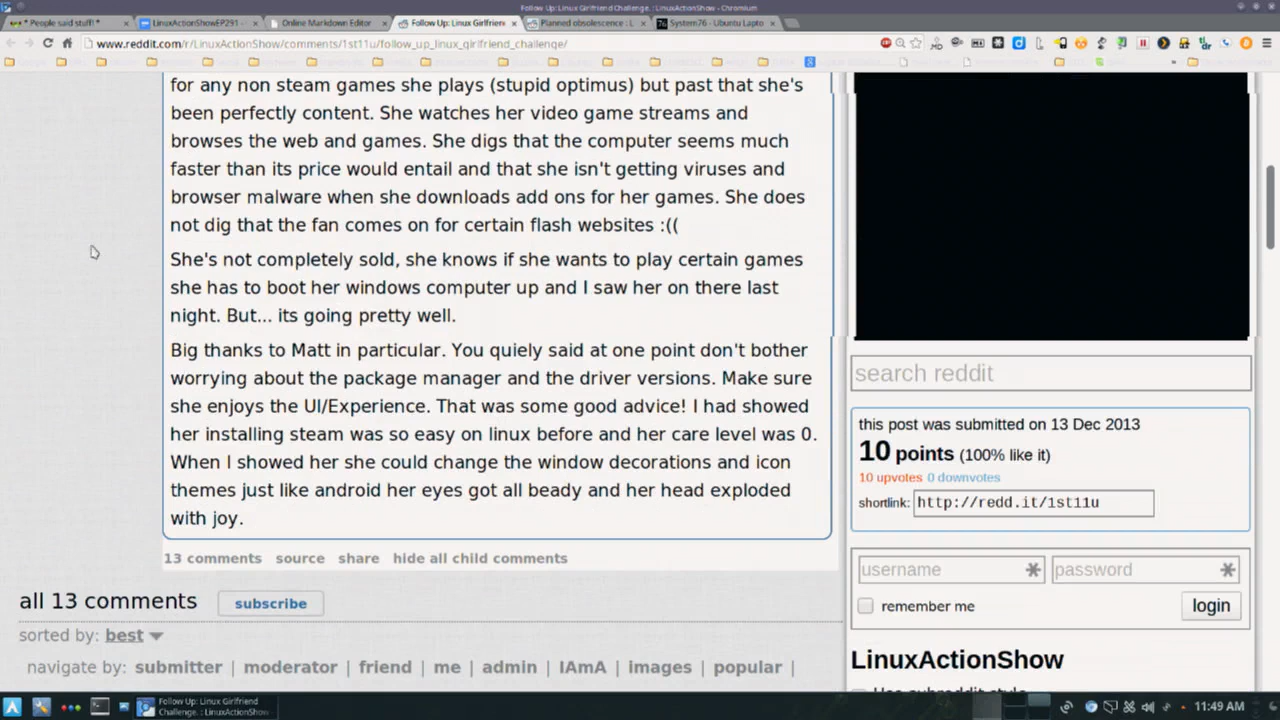 Follow Up: Linux Girlfriend Challenge. : LinuxActionShow - Chromium
* People said stuff! *
LinuxActionShowEP291 -
Online Markdown Editor
Follow Up: Linux Girlfrien
Planned obsolescence : L
System76 - Ubuntu Lapto
www.reddit.com/r/LinuxActionShow/comments/1st11u/follow_up_linux_girlfriend_challenge/
for any non steam games she plays (stupid optimus) but past that she's
been perfectly content. She watches her video game streams and
browses the web and games. She digs that the computer seems much
faster than its price would entail and that she isn't getting viruses and
browser malware when she downloads add ons for her games. She does
not dig that the fan comes on for certain flash websites :((
She's not completely sold, she knows if she wants to play certain games
she has to boot her windows computer up and I saw her on there last
night. But... its going pretty well.
Big thanks to Matt in particular. You quiely said at one point don't bother
worrying about the package manager and the driver versions. Make sure
she enjoys the UI/Experience. That was some good advice! I had showed
her installing steam was so easy on linux before and her care level was 0.
When I showed her she could change the window decorations and icon
themes just like android her eyes got all beady and her head exploded
with joy.
13 comments source share hide all child comments
all 13 comments subscribe
sorted by: best
navigate by: submitter | moderator | friend | me | admin | IAmA | images | popular |
search reddit
this post was submitted on 13 Dec 2013
10 points (100% like it)
10 upvotes 0 downvotes
shortlink: http://redd.it/1st11u
username password
remember me login
LinuxActionShow
Use subreddit style
Follow Up: Linux Girlfriend
Challenge. : LinuxActionShow
11:49 AM